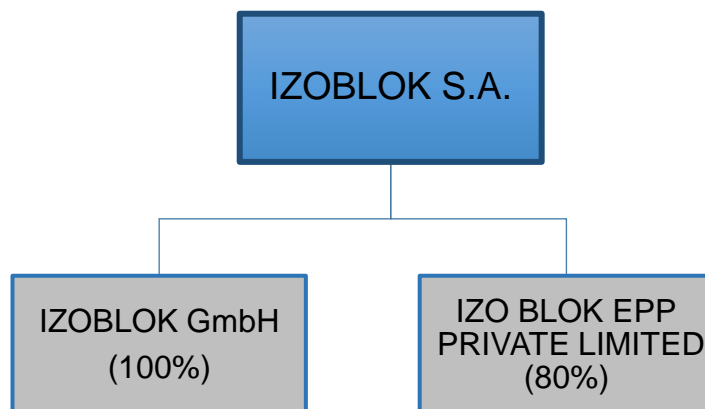 IZOBLOK S.A.
IZOBLOK GmbH
(100%)
IZO BLOK EPP
PRIVATE LIMITED
(80%)